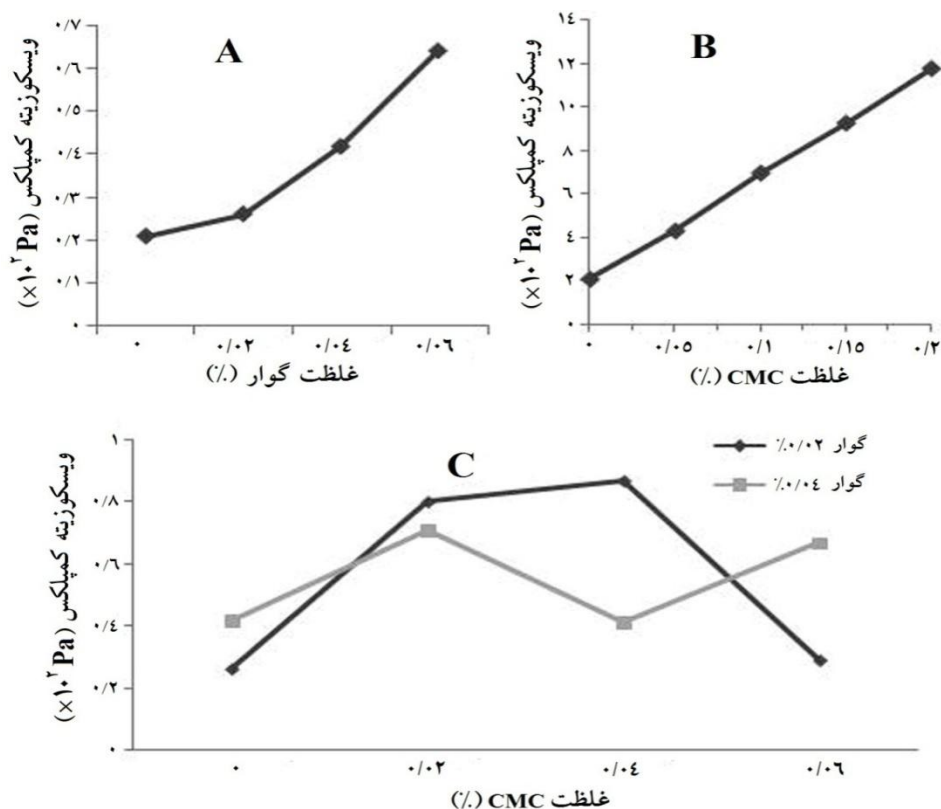 A
ویسکوزیته کمپلکس (×۱۰^۲ Pa)
۰/۷
۰/۶
۰/۵
۰/۴
۰/۳
۰/۲
۰/۱
۰
۰ ۰/۰۲ ۰/۰۴ ۰/۰۶
غلظت گوار (٪)
B
ویسکوزیته کمپلکس (×۱۰^۲ Pa)
۱۴
۱۲
۱۰
۸
۶
۴
۲
۰
۰ ۰/۰۵ ۰/۱ ۰/۱۵ ۰/۲
غلظت CMC (٪)
C
گوار ۰/۰۲٪
گوار ۰/۰۴٪
ویسکوزیته کمپلکس (×۱۰^۲ Pa)
۱
۰/۸
۰/۶
۰/۴
۰/۲
۰
۰ ۰/۰۲ ۰/۰۴ ۰/۰۶
غلظت CMC (٪)